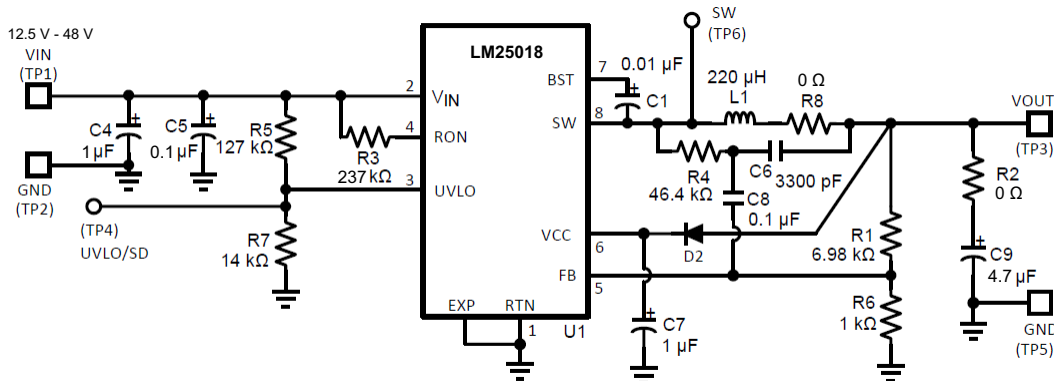 12.5 V - 48 V
VIN
(TP1)
GND
(TP2)
C4
+
1 µF
C5
+
0.1 µF
R5
127 kΩ
R3
237 kΩ
(TP4)
UVLO/SD
R7
14 kΩ
LM25018
2
VIN
4
RON
3
UVLO
BST
7
SW
8
VCC
6
FB
5
EXP
RTN
1
U1
0.01 µF
+
C1
SW
(TP6)
220 µH
L1
0 Ω
R8
R4
46.4 kΩ
C6
3300 pF
C8
0.1 µF
D2
+
C7
1 µF
R1
6.98 kΩ
R6
1 kΩ
VOUT
(TP3)
R2
0 Ω
+
C9
4.7 µF
GND
(TP5)